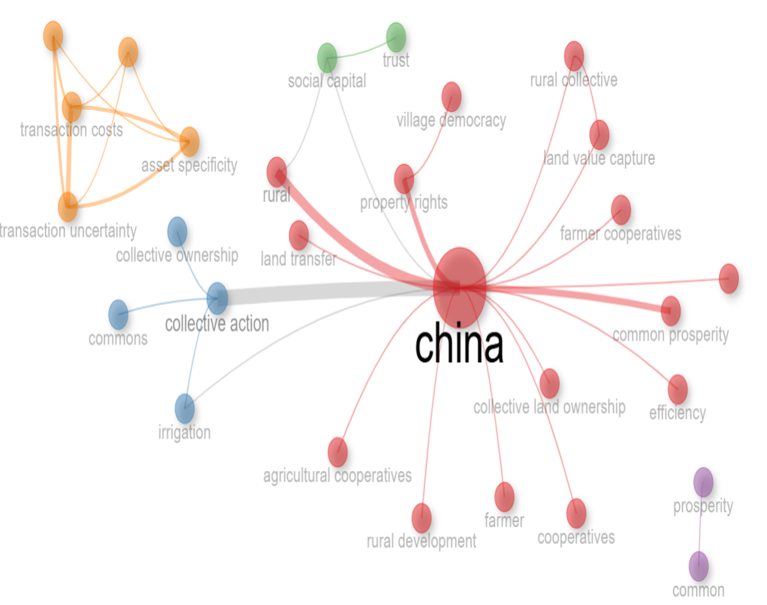 trust
social capital
rural collective
village democracy
transaction costs
land value capture
asset specificity
rural
property rights
transaction uncertainty
farmer cooperatives
collective ownership
land transfer
collective action
commons
common prosperity
china
collective land ownership
efficiency
irrigation
agricultural cooperatives
prosperity
farmer
rural development
cooperatives
common